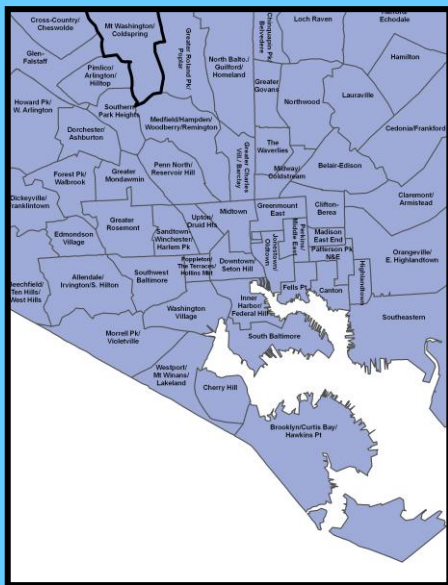 Cross-Country/
Cheswolde
Mt Washington/
Coldspring
Greater Roland Pk/
Poplar
Chinquapin Pk/
Belvedere
Loch Raven
Echodale
Glen-
Falstaff
Pimlico/
Arlington/
Hilltop
North Balto./
Guilford/
Homeland
Greater
Govans
Hamilton
Lauraville
Northwood
Howard Pk/
W. Arlington
Southern
Park Heights
Dorchester/
Ashburton
Medfield/Hampden/
Woodberry/Remington
Cedonia/Frankford
The
Waverlies
Greater Charles
Vill./ Barclay
Midway/
Coldstream
Belair-Edison
Penn North/
Reservoir Hill
Greater
Mondawmin
Forest Pk/
Walbrook
Dickeyville
Franklintown
Claremont/
Armistead
Greater
Rosemont
Upton/
Druid Hts
Midtown
Greenmount
East
Clifton-
Berea
Edmondson
Village
Sandtown-
Winchester/
Harlem Pk
Jonestown/
Oldtown
Perkins/
Middle East
Madison
East End
Patterson Pk
N&E
Orangeville/
E. Highlandtown
Highlandtown
Allendale/
Irvington/S. Hilton
Southwest
Baltimore
Poppleton/
The Terraces/
Hollins Mkt
Downtown/
Seton Hill
Beechfield/
Ten Hills/
West Hills
Fells Pt
Canton
Inner
Harbor/
Federal Hill
Washington
Village
Southeastern
Morrell Pk/
Violetville
South Baltimore
Westport/
Mt Winans/
Lakeland
Cherry Hill
Brooklyn/Curtis Bay/
Hawkins Pt